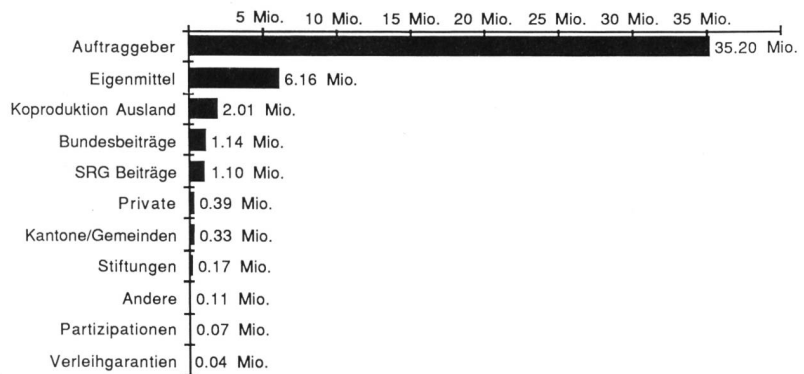 5 Mio. 10 Mio. 15 Mio. 20 Mio. 25 Mio. 30 Mio. 35 Mio.
Auftraggeber 35.20 Mio.
Eigenmittel 6.16 Mio.
Koproduktion Ausland 2.01 Mio.
Bundesbeiträge 1.14 Mio.
SRG Beiträge 1.10 Mio.
Private 0.39 Mio.
Kantone/Gemeinden 0.33 Mio.
Stiftungen 0.17 Mio.
Andere 0.11 Mio.
Partizipationen 0.07 Mio.
Verleihgarantien 0.04 Mio.